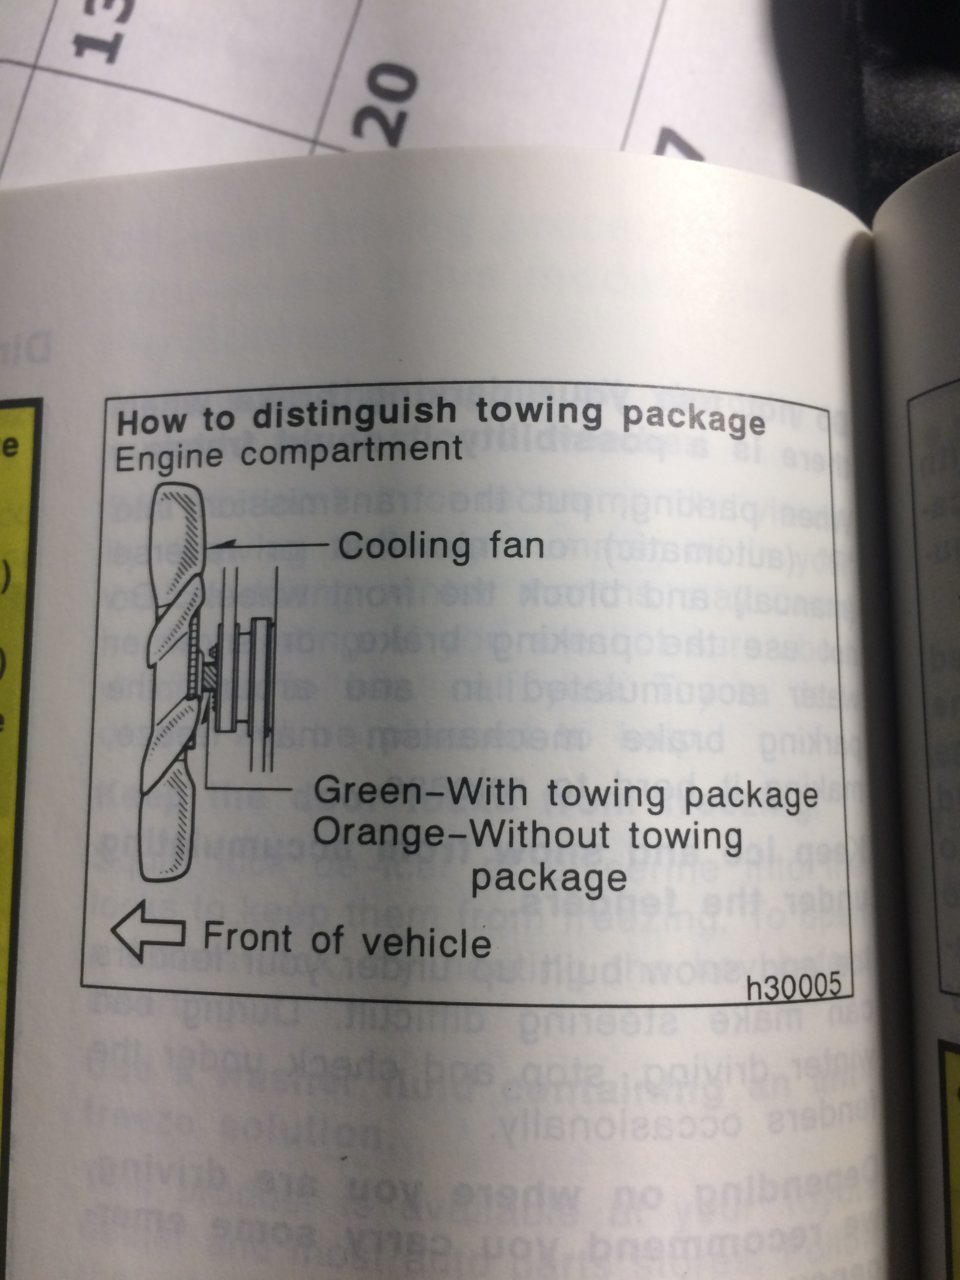 13
20
How to distinguish towing package
Engine compartment
Cooling fan
Green–With towing package
Orange–Without towing
package
Front of vehicle
h30005